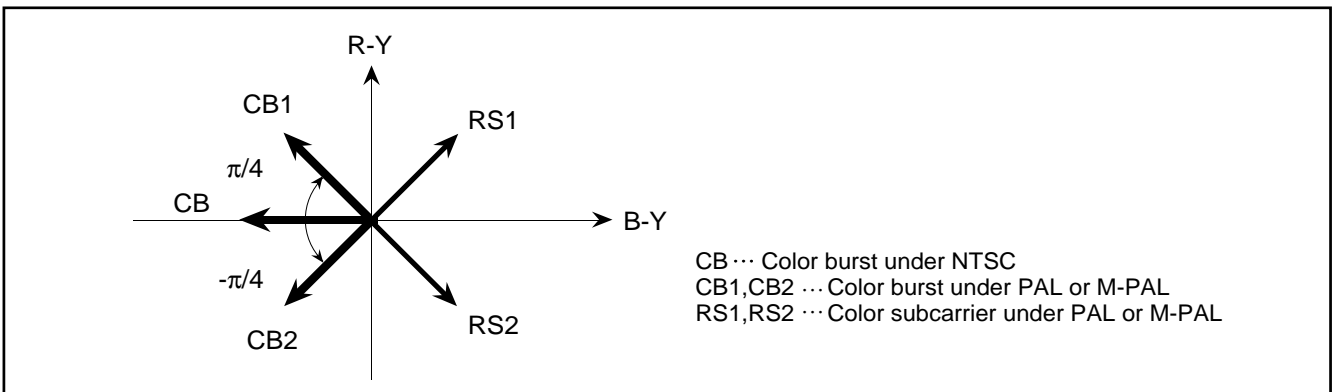 R-Y
CB1
RS1
π/4
CB
B-Y
-π/4
CB2
RS2
CB ··· Color burst under NTSC
CB1,CB2 ··· Color burst under PAL or M-PAL
RS1,RS2 ··· Color subcarrier under PAL or M-PAL